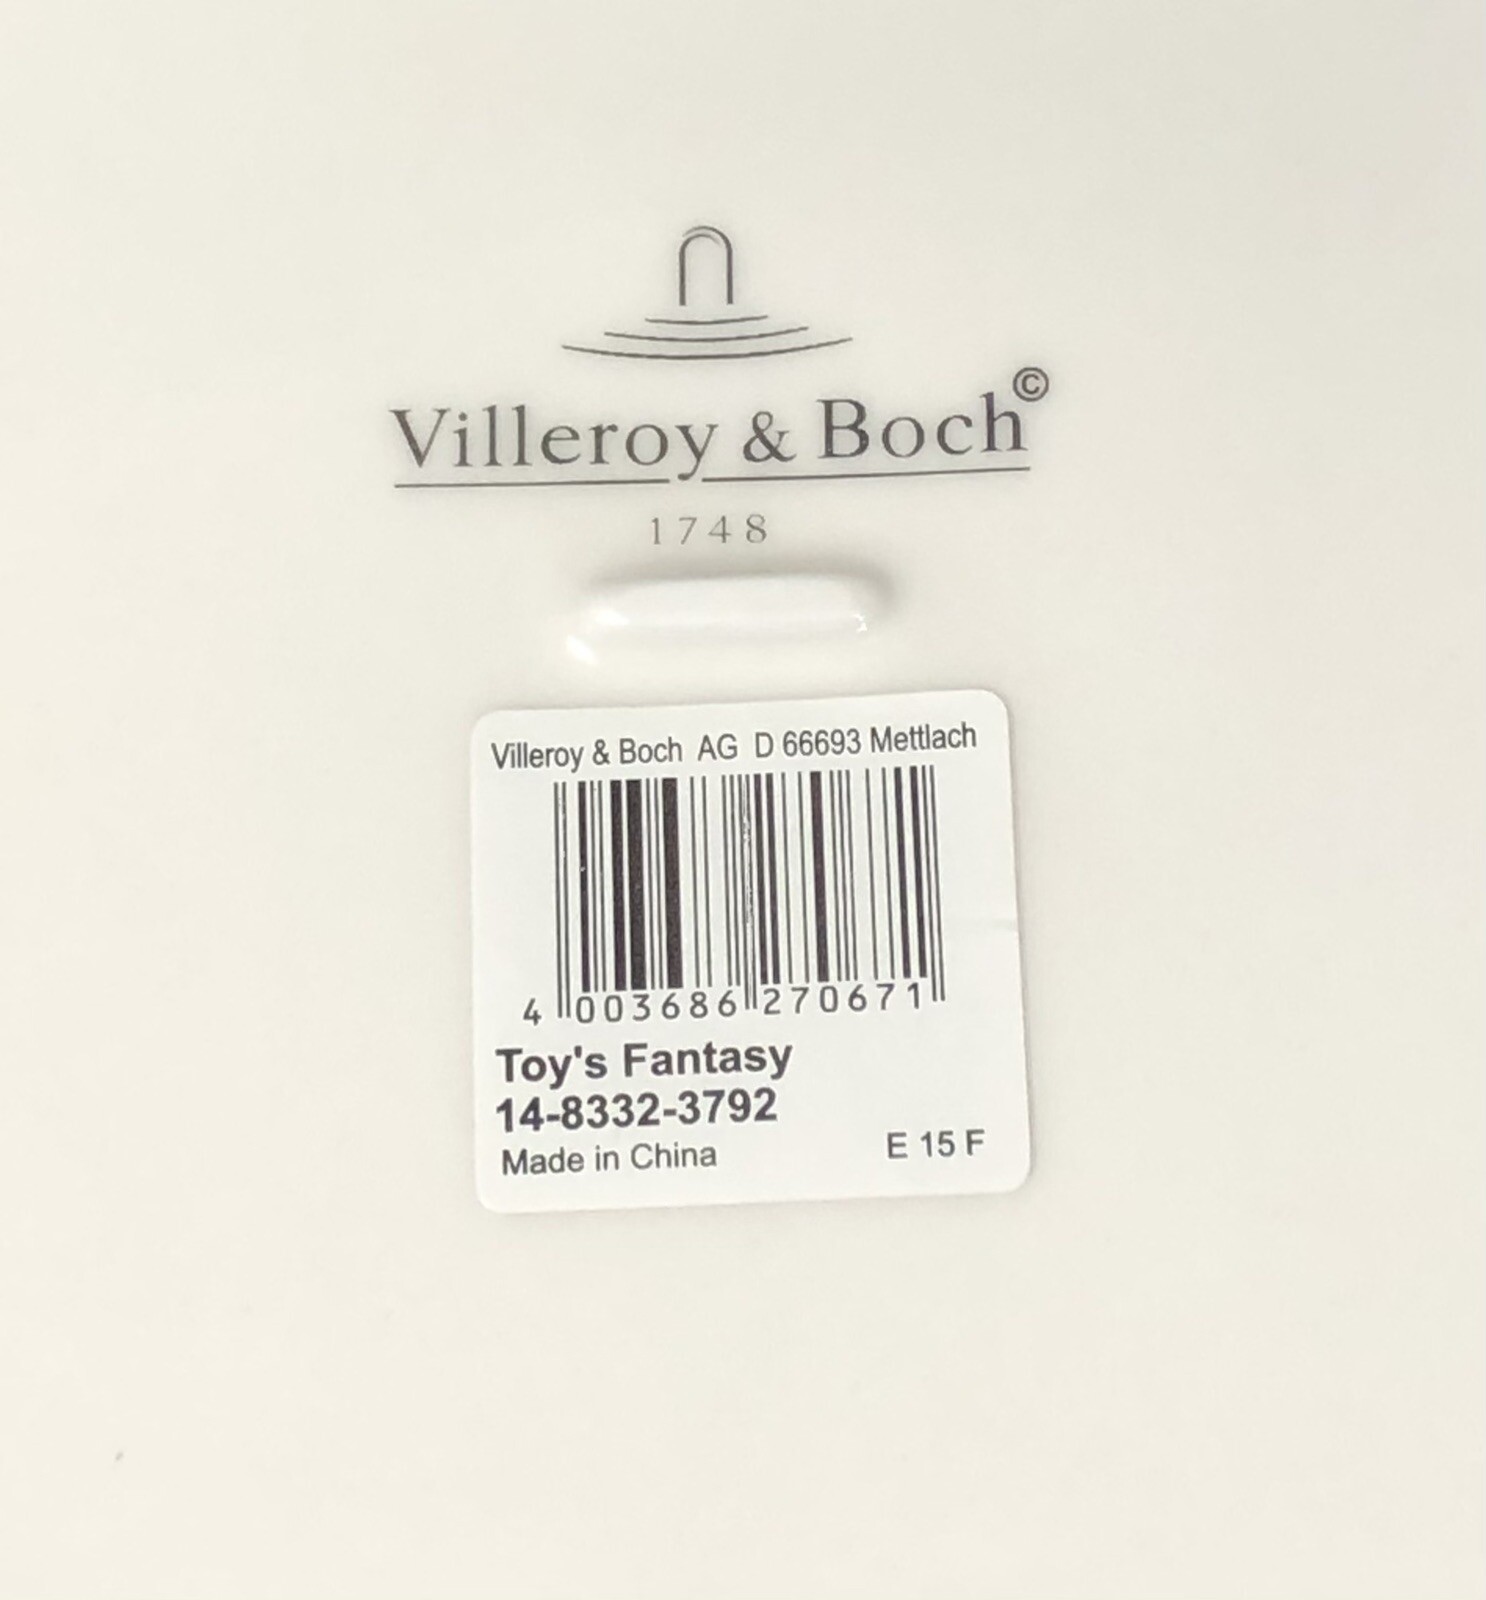 Villeroy & Boch©
1748
Villeroy & Boch AG D 66693 Mettlach
4 003686 270671
Toy's Fantasy
14-8332-3792
Made in China E 15 F